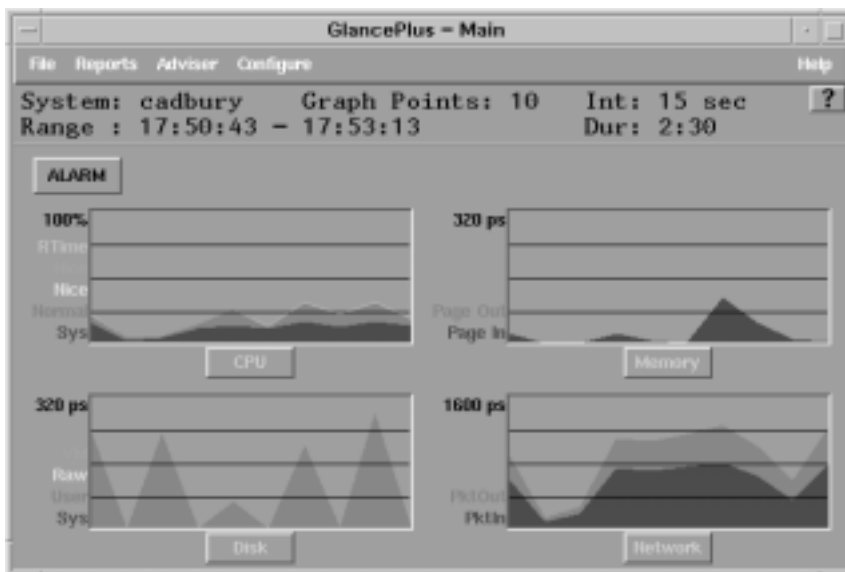 GlancePlus - Main
File Reports Adviser Configure Help
System: cadbury Graph Points: 10 Int: 15 sec ?
Range : 17:50:43 - 17:53:13 Dur: 2:30
ALARM
100%
RTime
Nice
Normal
Sys
CPU
320 ps
Page Out
Page In
Memory
320 ps
Raw
User
Sys
Disk
1600 ps
PktOut
PktIn
Network